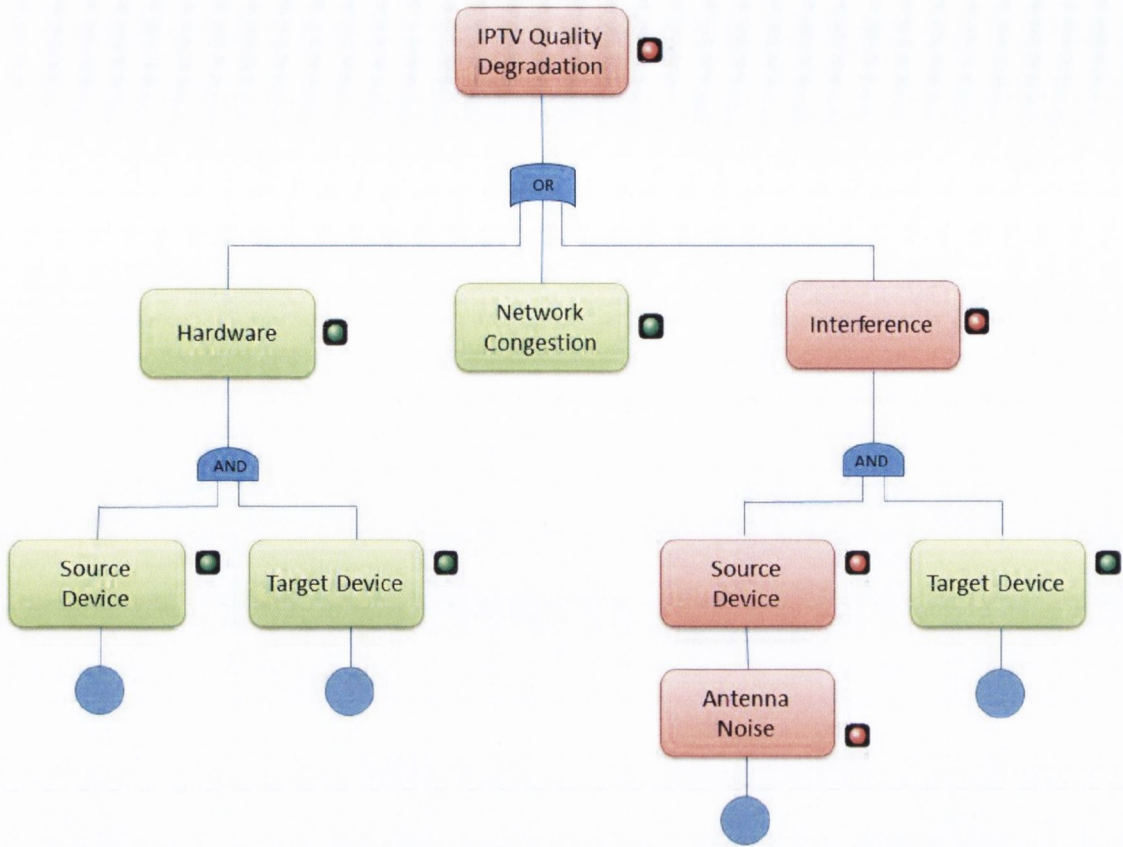 IPTV Quality
Degradation
OR
Hardware
Network
Congestion
Interference
AND
AND
Source
Device
Target Device
Source
Device
Target Device
Antenna
Noise